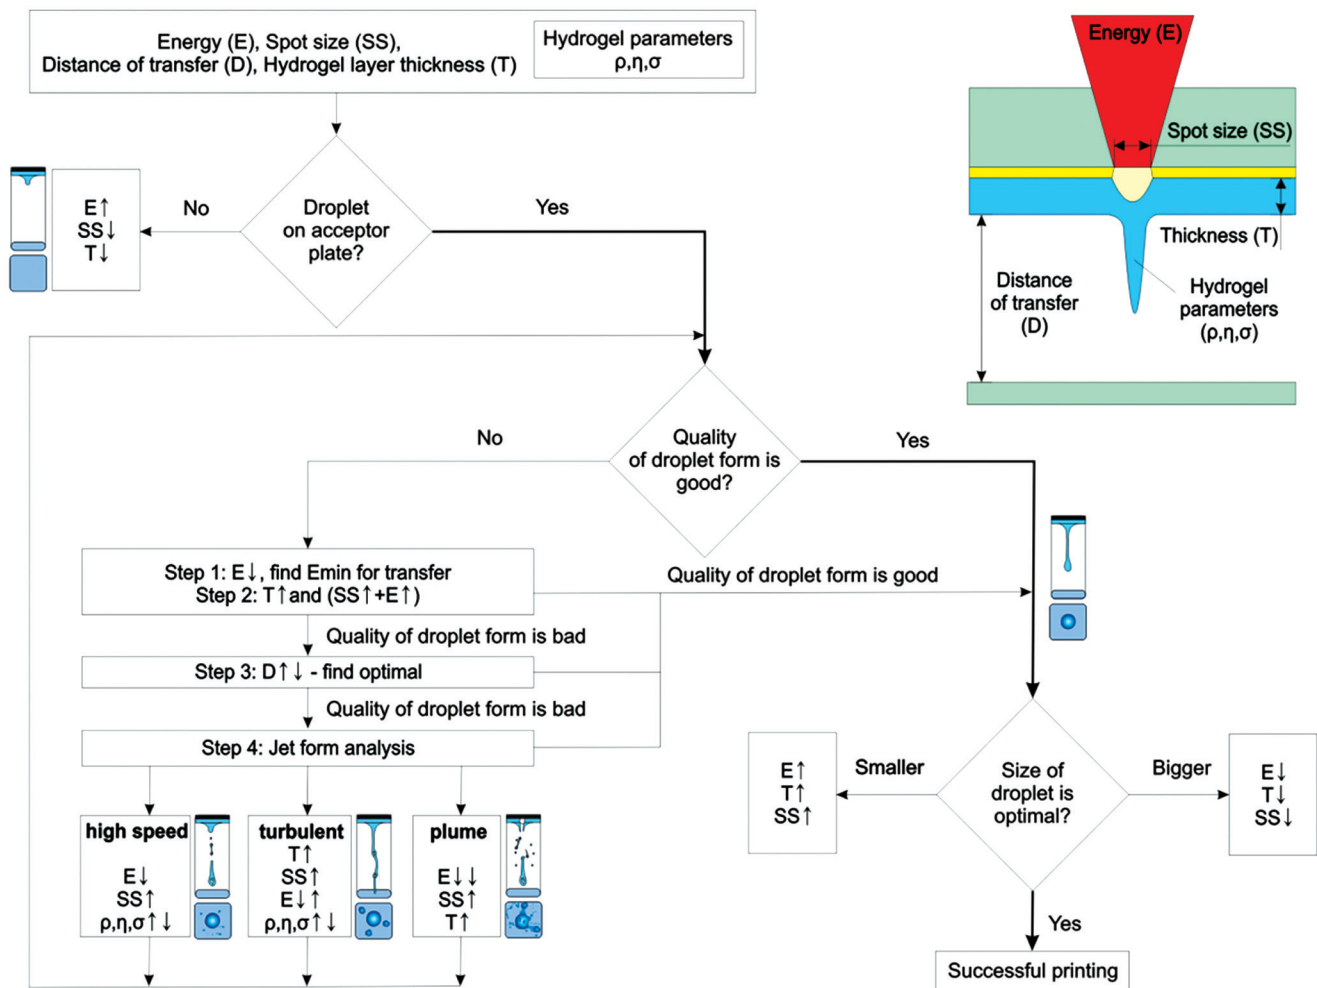 Energy (E), Spot size (SS),
Distance of transfer (D), Hydrogel layer thickness (T)
Hydrogel parameters
ρ,η,σ
Droplet
on acceptor
plate?
No
Yes
E↑
SS↓
T↓
Energy (E)
Spot size (SS)
Thickness (T)
Distance
of transfer
(D)
Hydrogel
parameters
(ρ,η,σ)
Quality
of droplet form is
good?
No
Yes
Step 1: E↓, find Emin for transfer
Step 2: T↑and (SS↑+E↑)
Quality of droplet form is good
Quality of droplet form is bad
Step 3: D↑↓ - find optimal
Quality of droplet form is bad
Step 4: Jet form analysis
high speed
E↓
SS↑
ρ,η,σ↑↓
turbulent
T↑
SS↑
E↓↑
ρ,η,σ↑↓
plume
E↓↓
SS↑
T↑
Size of
droplet is
optimal?
Smaller
E↑
T↑
SS↑
Bigger
E↓
T↓
SS↓
Yes
Successful printing